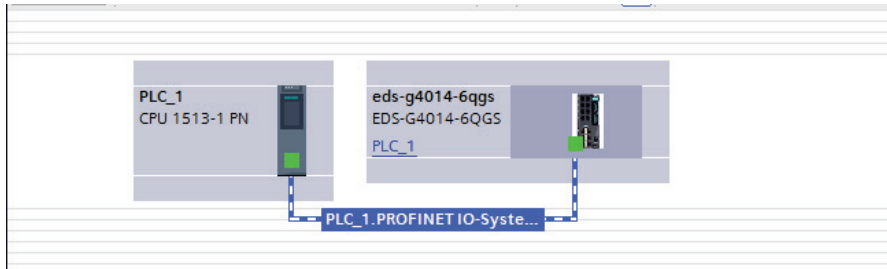 PLC_1
CPU 1513-1 PN
eds-g4014-6qgs
EDS-G4014-6QGS
PLC_1
PLC_1.PROFINET IO-Syste...